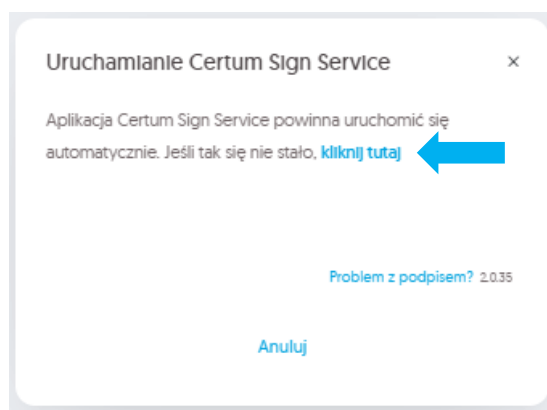 Uruchamianie Certum Sign Service ×
Aplikacja Certum Sign Service powinna uruchomić się
automatycznie. Jeśli tak się nie stało, kliknij tutaj
Problem z podpisem? 2.0.35
Anuluj